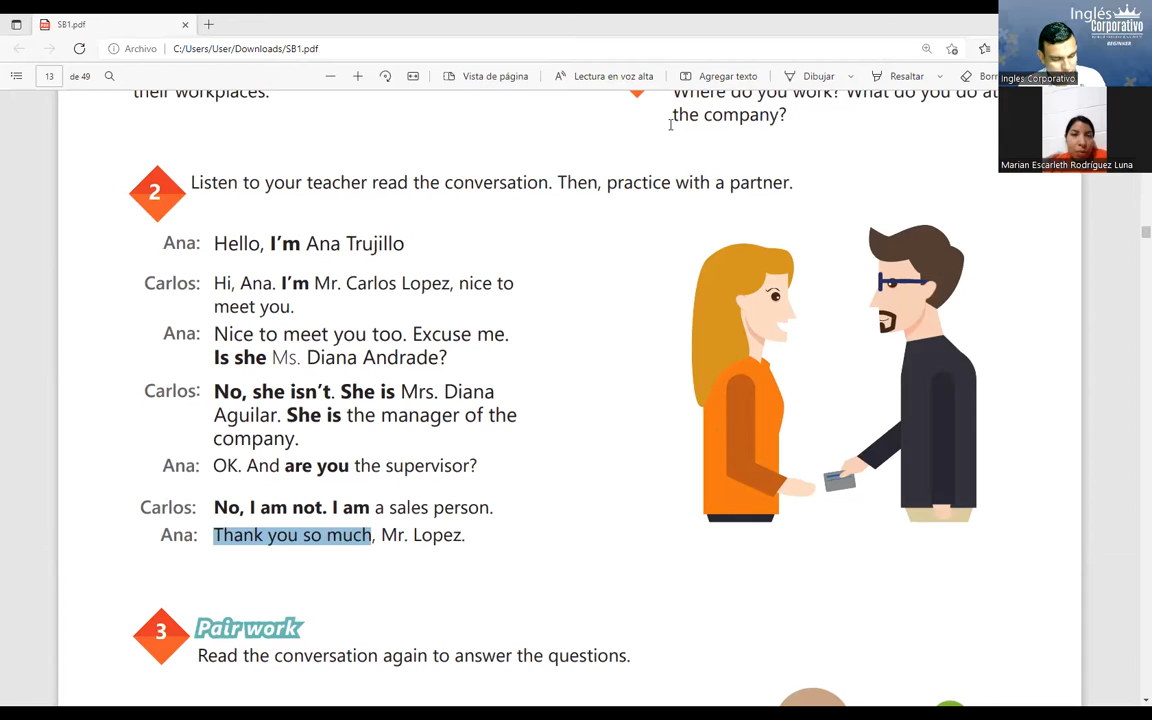 SB1.pdf
Archivo
C:/Users/User/Downloads/SB1.pdf
13
de 49
Vista de página
Lectura en voz alta
Agregar texto
Dibujar
Resaltar
Borr
Inglés
Corporativo
BEGINNER
Ingles Corporativo
Marian Escarleth Rodríguez Luna
their workplaces.
Where do you work? What do you do at
the company?
2
Listen to your teacher read the conversation. Then, practice with a partner.
Ana: Hello, I'm Ana Trujillo
Carlos: Hi, Ana. I'm Mr. Carlos Lopez, nice to
meet you.
Ana: Nice to meet you too. Excuse me.
Is she Ms. Diana Andrade?
Carlos: No, she isn't. She is Mrs. Diana
Aguilar. She is the manager of the
company.
Ana: OK. And are you the supervisor?
Carlos: No, I am not. I am a sales person.
Ana: Thank you so much, Mr. Lopez.
3
Pair work
Read the conversation again to answer the questions.